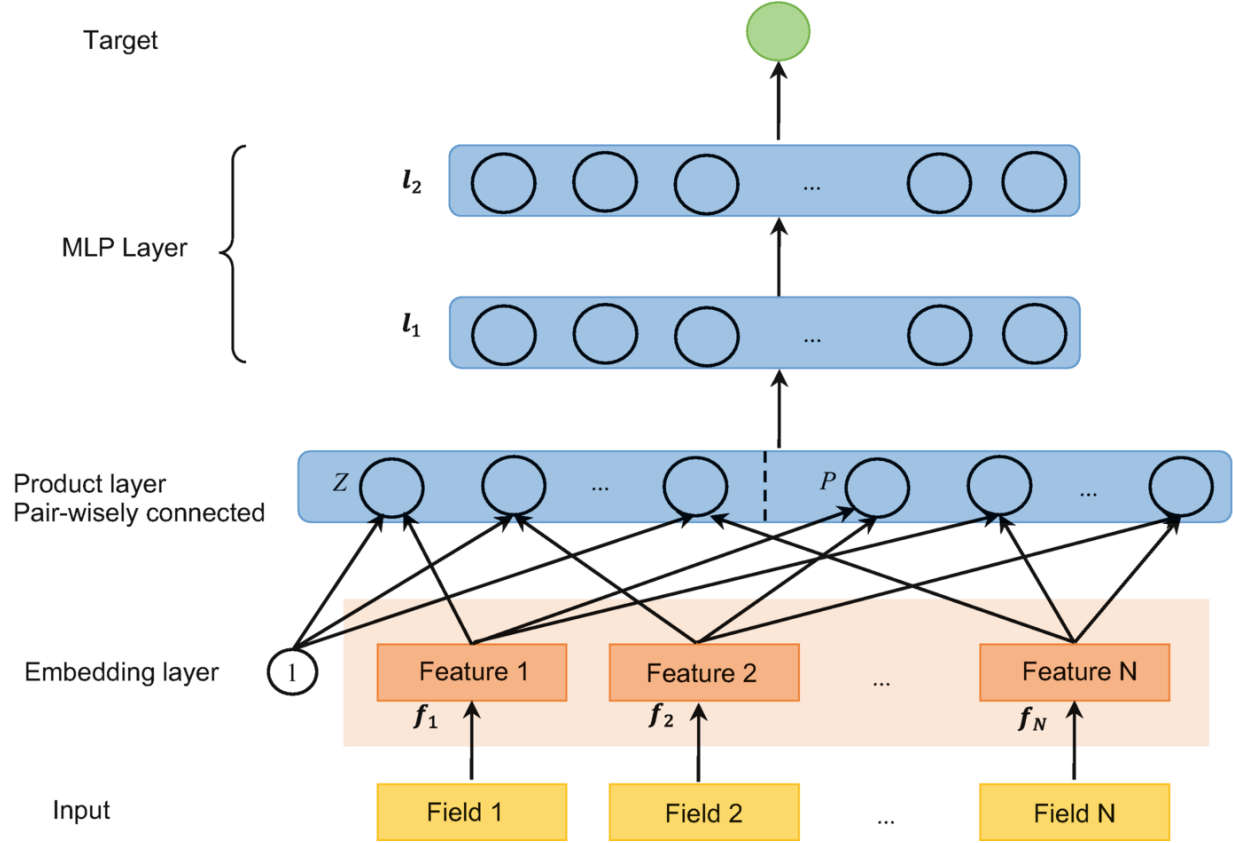 Target
l₂
...
MLP Layer
l₁
...
Product layer
Pair-wisely connected
Z
...
P
...
Embedding layer
1
Feature 1
Feature 2
...
Feature N
f₁
f₂
f_N
Input
Field 1
Field 2
...
Field N